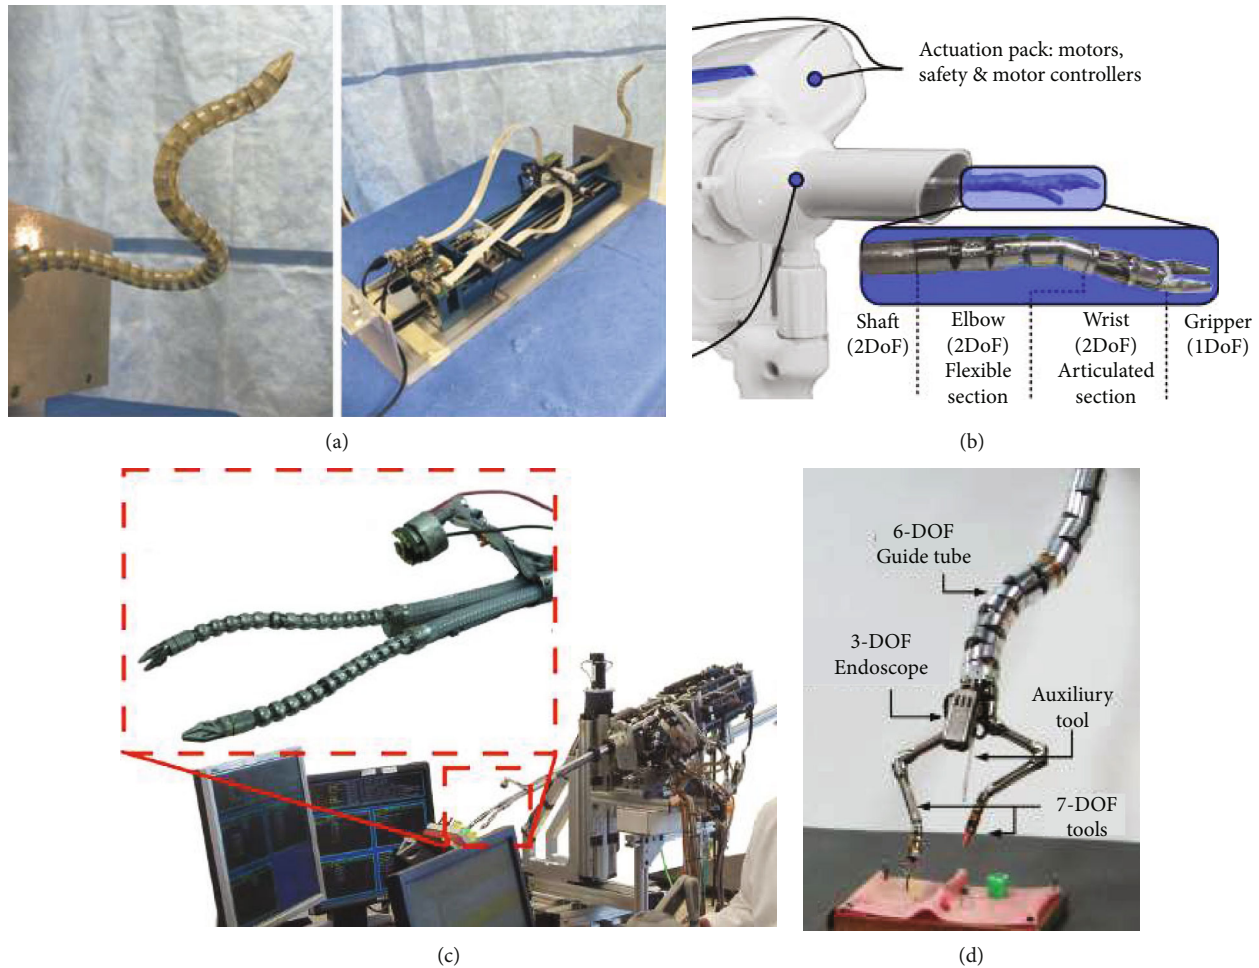 Actuation pack: motors,
safety & motor controllers
Shaft
(2DoF)
Elbow
(2DoF)
Flexible
section
Wrist
(2DoF)
Articulated
section
Gripper
(1DoF)
(a)
(b)
6-DOF
Guide tube
3-DOF
Endoscope
Auxiliury
tool
7-DOF
tools
(c)
(d)